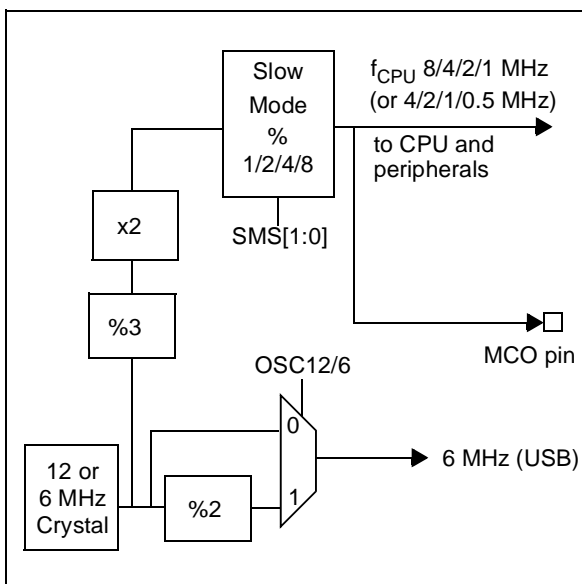 Slow
Mode
%
1/2/4/8
fCPU 8/4/2/1 MHz
(or 4/2/1/0.5 MHz)
to CPU and
peripherals
x2
SMS[1:0]
%3
MCO pin
OSC12/6
0
12 or
6 MHz
Crystal
%2
1
6 MHz (USB)